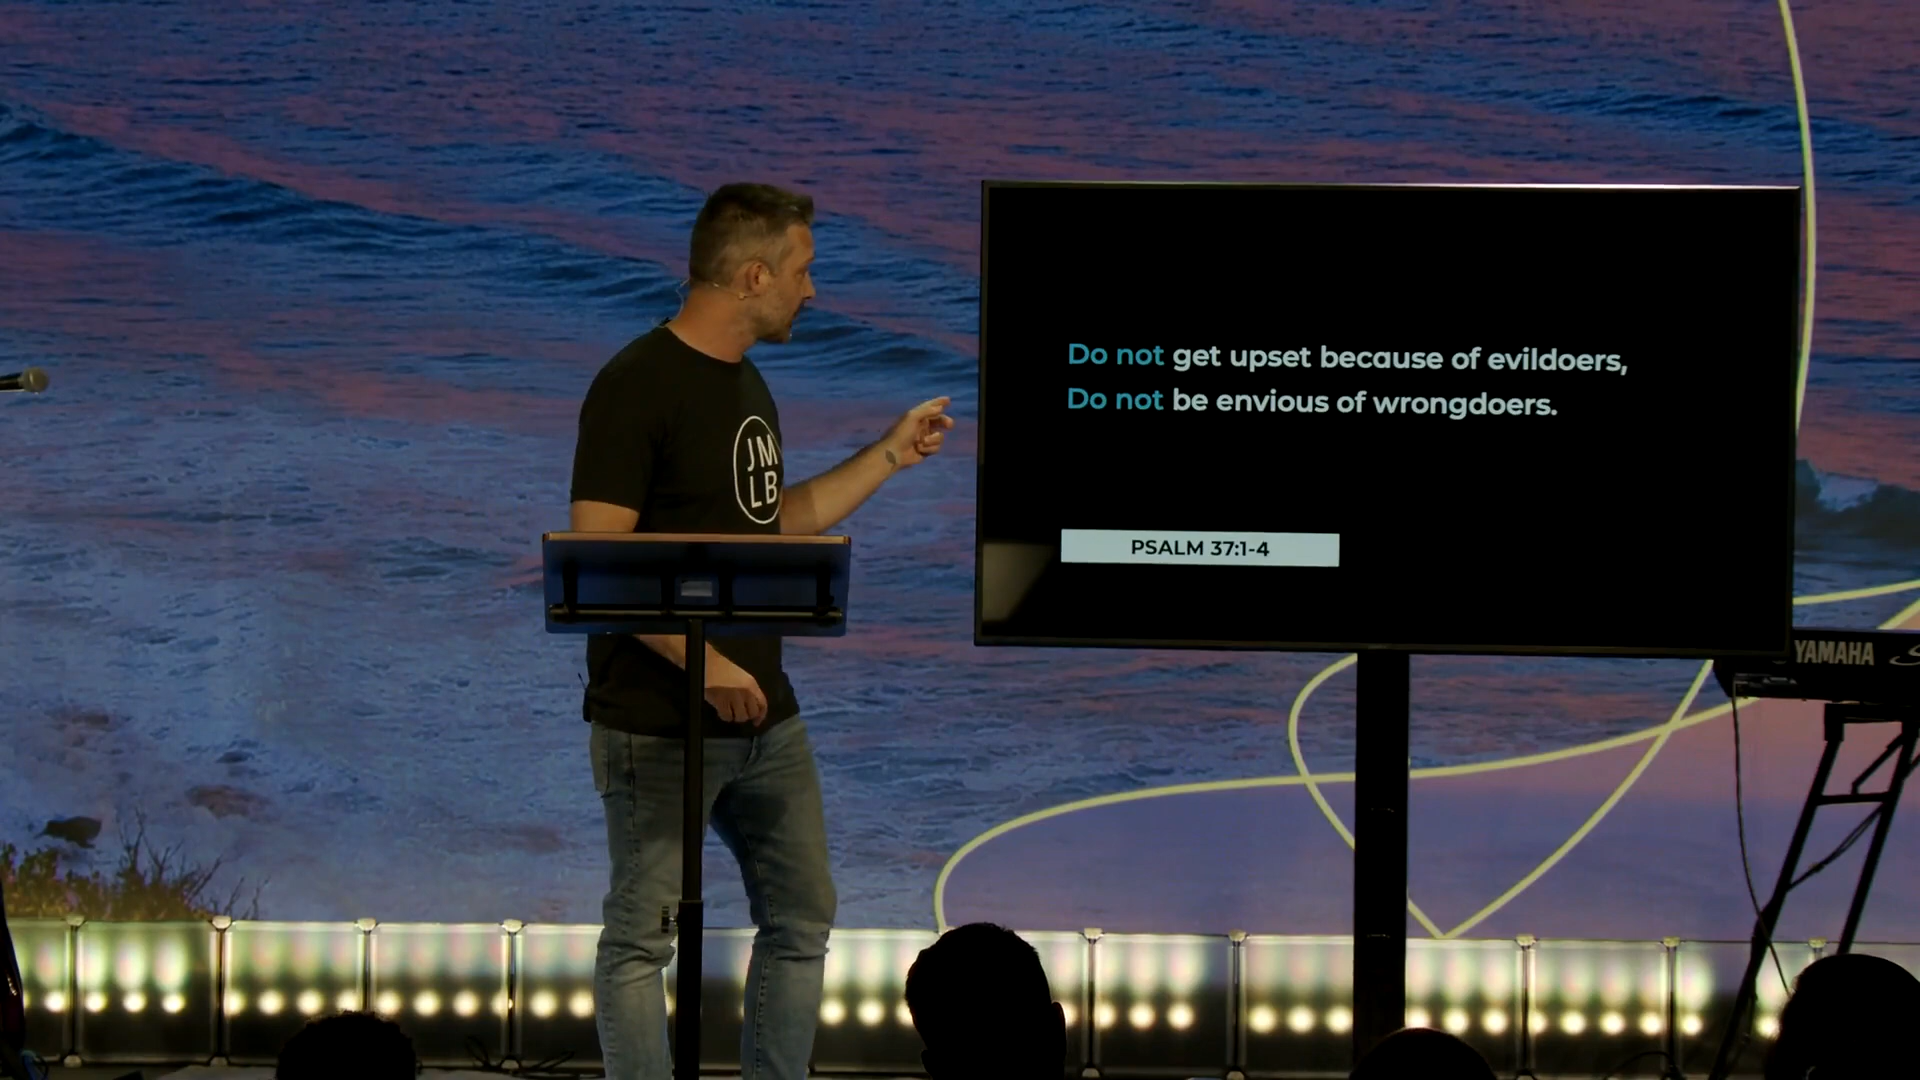 JM
LB
Do not get upset because of evildoers,
Do not be envious of wrongdoers.
PSALM 37:1-4
YAMAHA